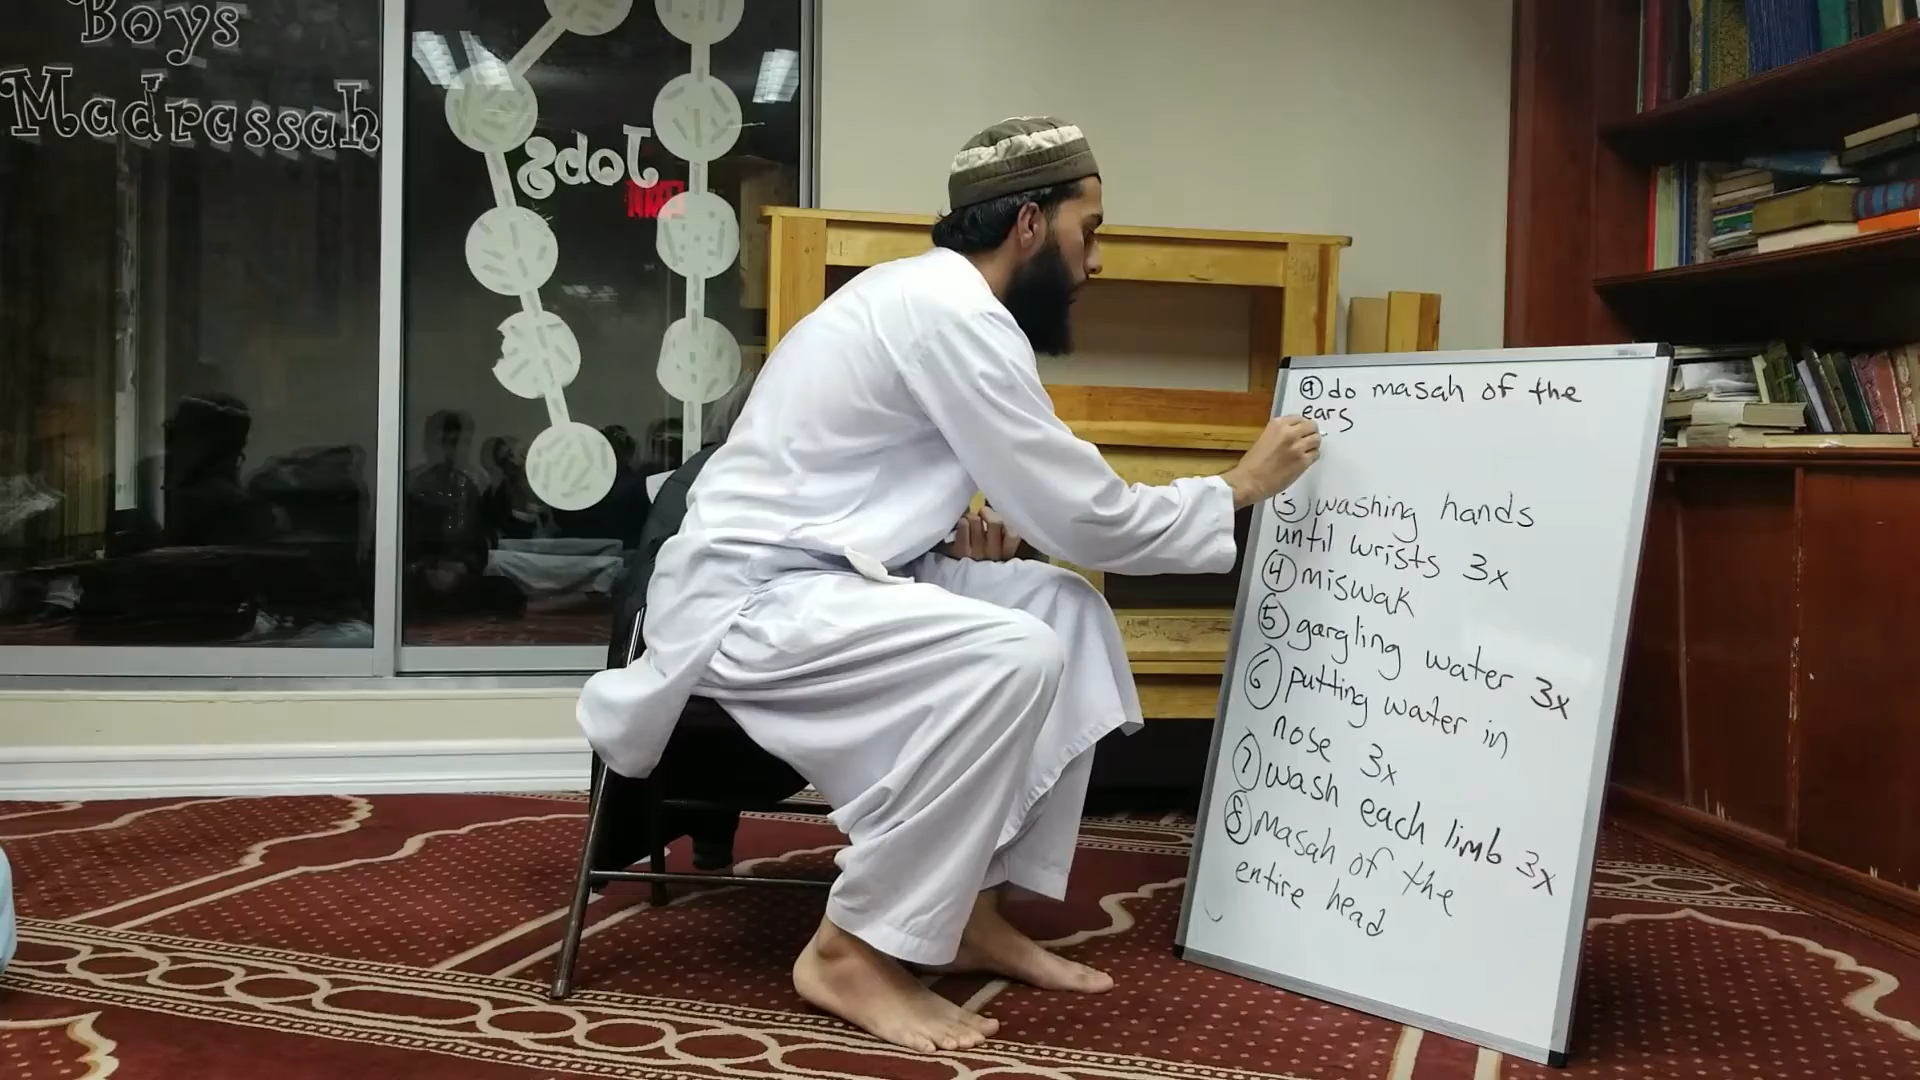 Boys
Madrassah
Jobs
⑨ do masah of the
ears
③ washing hands
until wrists 3x
④ miswak
⑤ gargling water 3x
⑥ putting water in
nose 3x
⑦ wash each limb 3x
⑧ masah of the
entire head